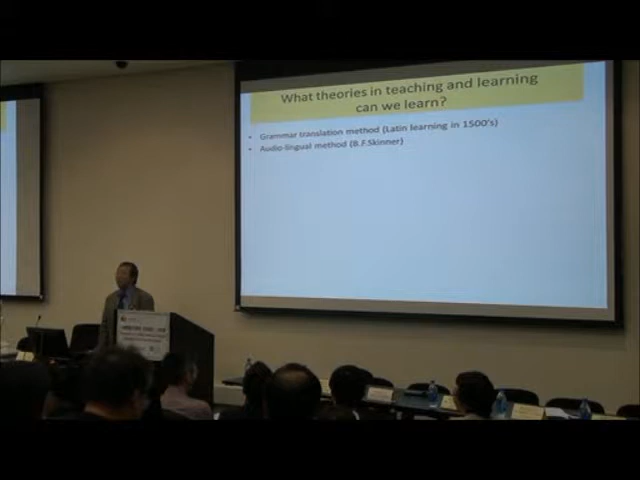 What theories in teaching and learning
can we learn?
• Grammar translation method (Latin learning in 1500's)
• Audio-lingual method (B.F.Skinner)